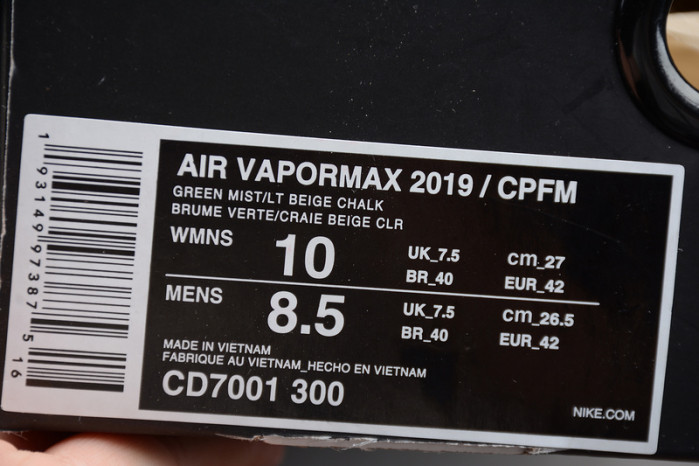 AIR VAPORMAX 2019 / CPFM
GREEN MIST/LT BEIGE CHALK
BRUME VERTE/CRAIE BEIGE CLR
WMNS 10 UK_7.5 cm_27
BR_40 EUR_42
MENS 8.5 UK_7.5 cm_26.5
BR_40 EUR_42
MADE IN VIETNAM
FABRIQUE AU VIETNAM_HECHO EN VIETNAM
CD7001 300
NIKE.COM
1 93149 97387 5 16